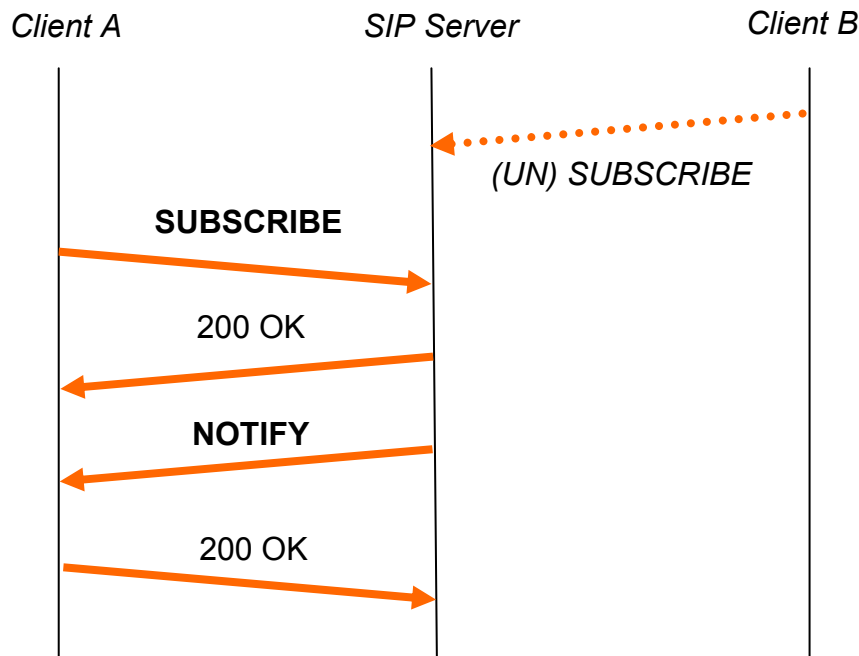 Client A
SIP Server
Client B
(UN) SUBSCRIBE
SUBSCRIBE
200 OK
NOTIFY
200 OK